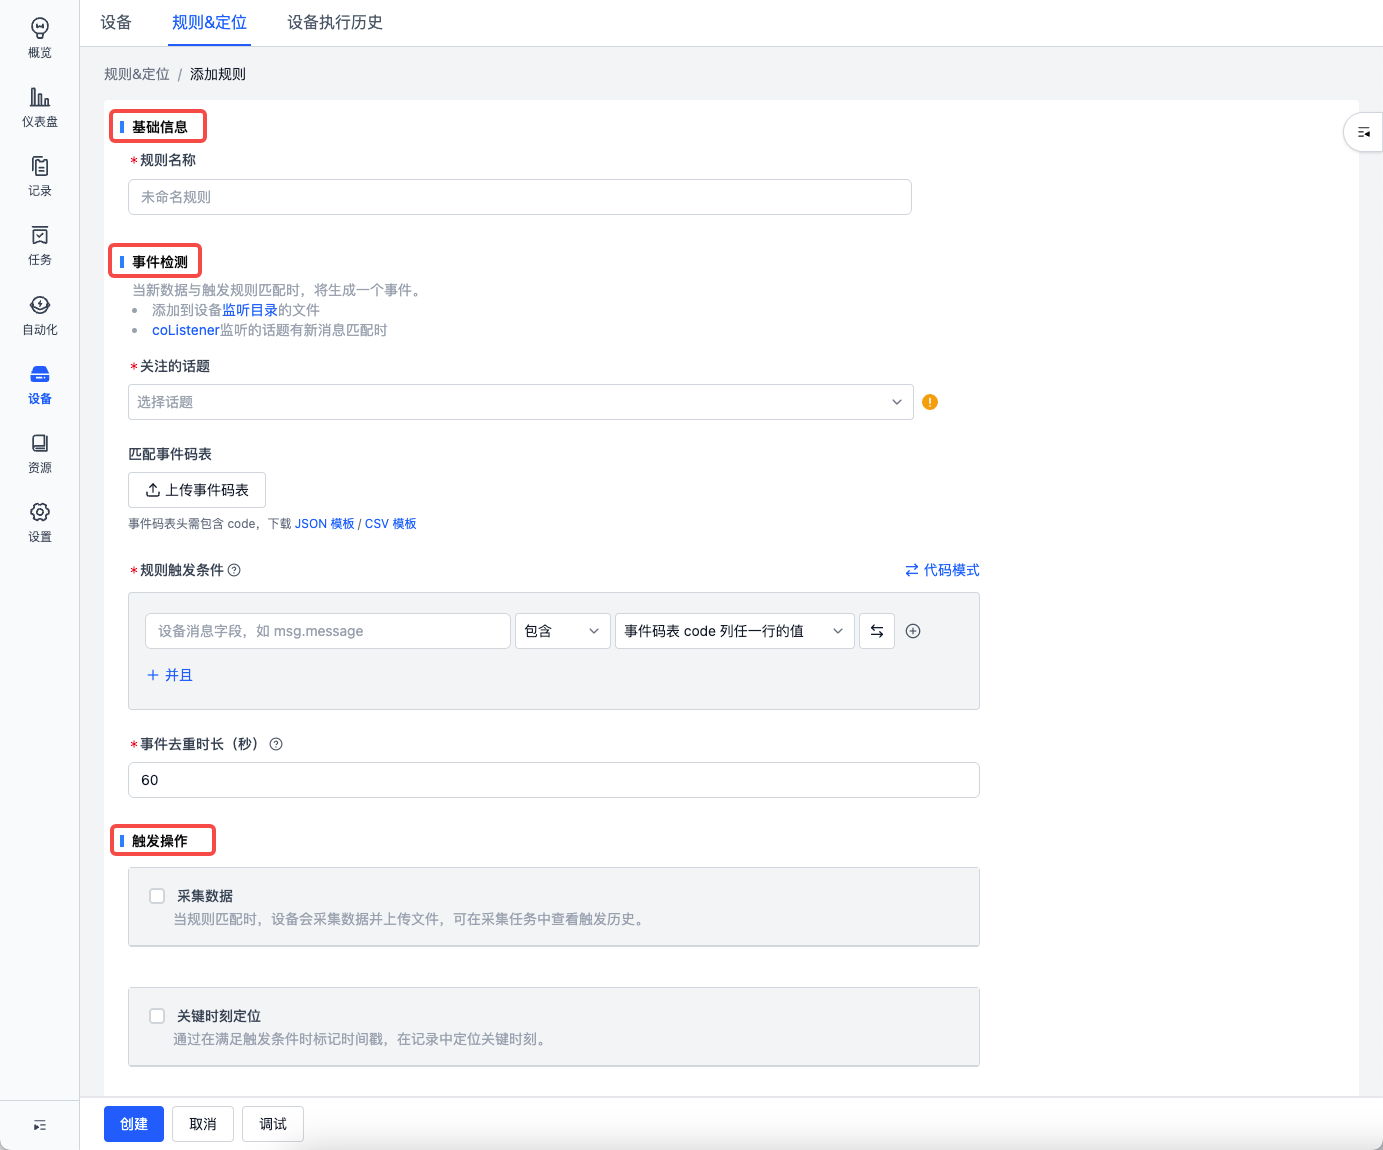 设备
规则&定位
设备执行历史
概览
仪表盘
记录
任务
自动化
设备
资源
设置
规则&定位 / 添加规则
基础信息
*规则名称
未命名规则
事件检测
当新数据与触发规则匹配时，将生成一个事件。
• 添加到设备监听目录的文件
• coListener监听的话题有新消息匹配时
*关注的话题
选择话题
匹配事件码表
上传事件码表
事件码表头需包含 code，下载 JSON 模板 / CSV 模板
*规则触发条件
代码模式
设备消息字段，如 msg.message
包含
事件码表 code 列任一行的值
+ 并且
*事件去重时长（秒）
60
触发操作
采集数据
当规则匹配时，设备会采集数据并上传文件，可在采集任务中查看触发历史。
关键时刻定位
通过在满足触发条件时标记时间戳，在记录中定位关键时刻。
创建
取消
调试